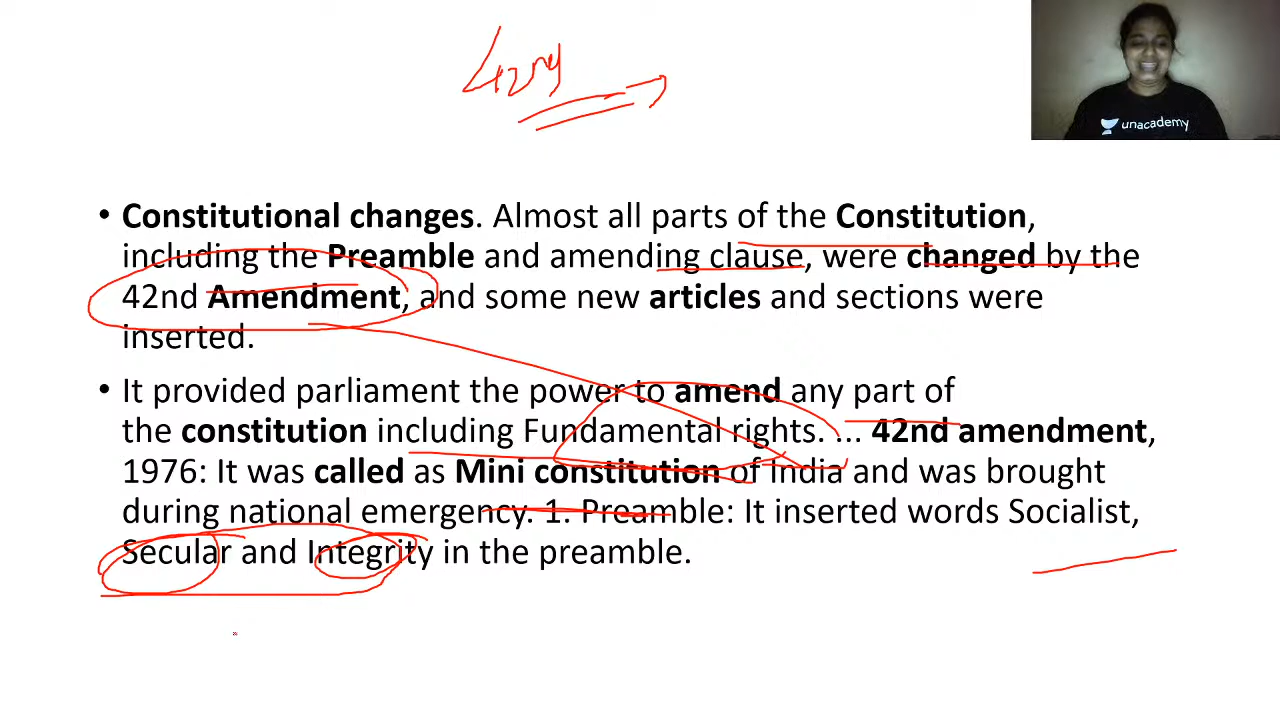 42nd
unacademy
• Constitutional changes. Almost all parts of the Constitution,
including the Preamble and amending clause, were changed by the
42nd Amendment, and some new articles and sections were
inserted.
• It provided parliament the power to amend any part of
the constitution including Fundamental rights. ... 42nd amendment,
1976: It was called as Mini constitution of India and was brought
during national emergency. 1. Preamble: It inserted words Socialist,
Secular and Integrity in the preamble.